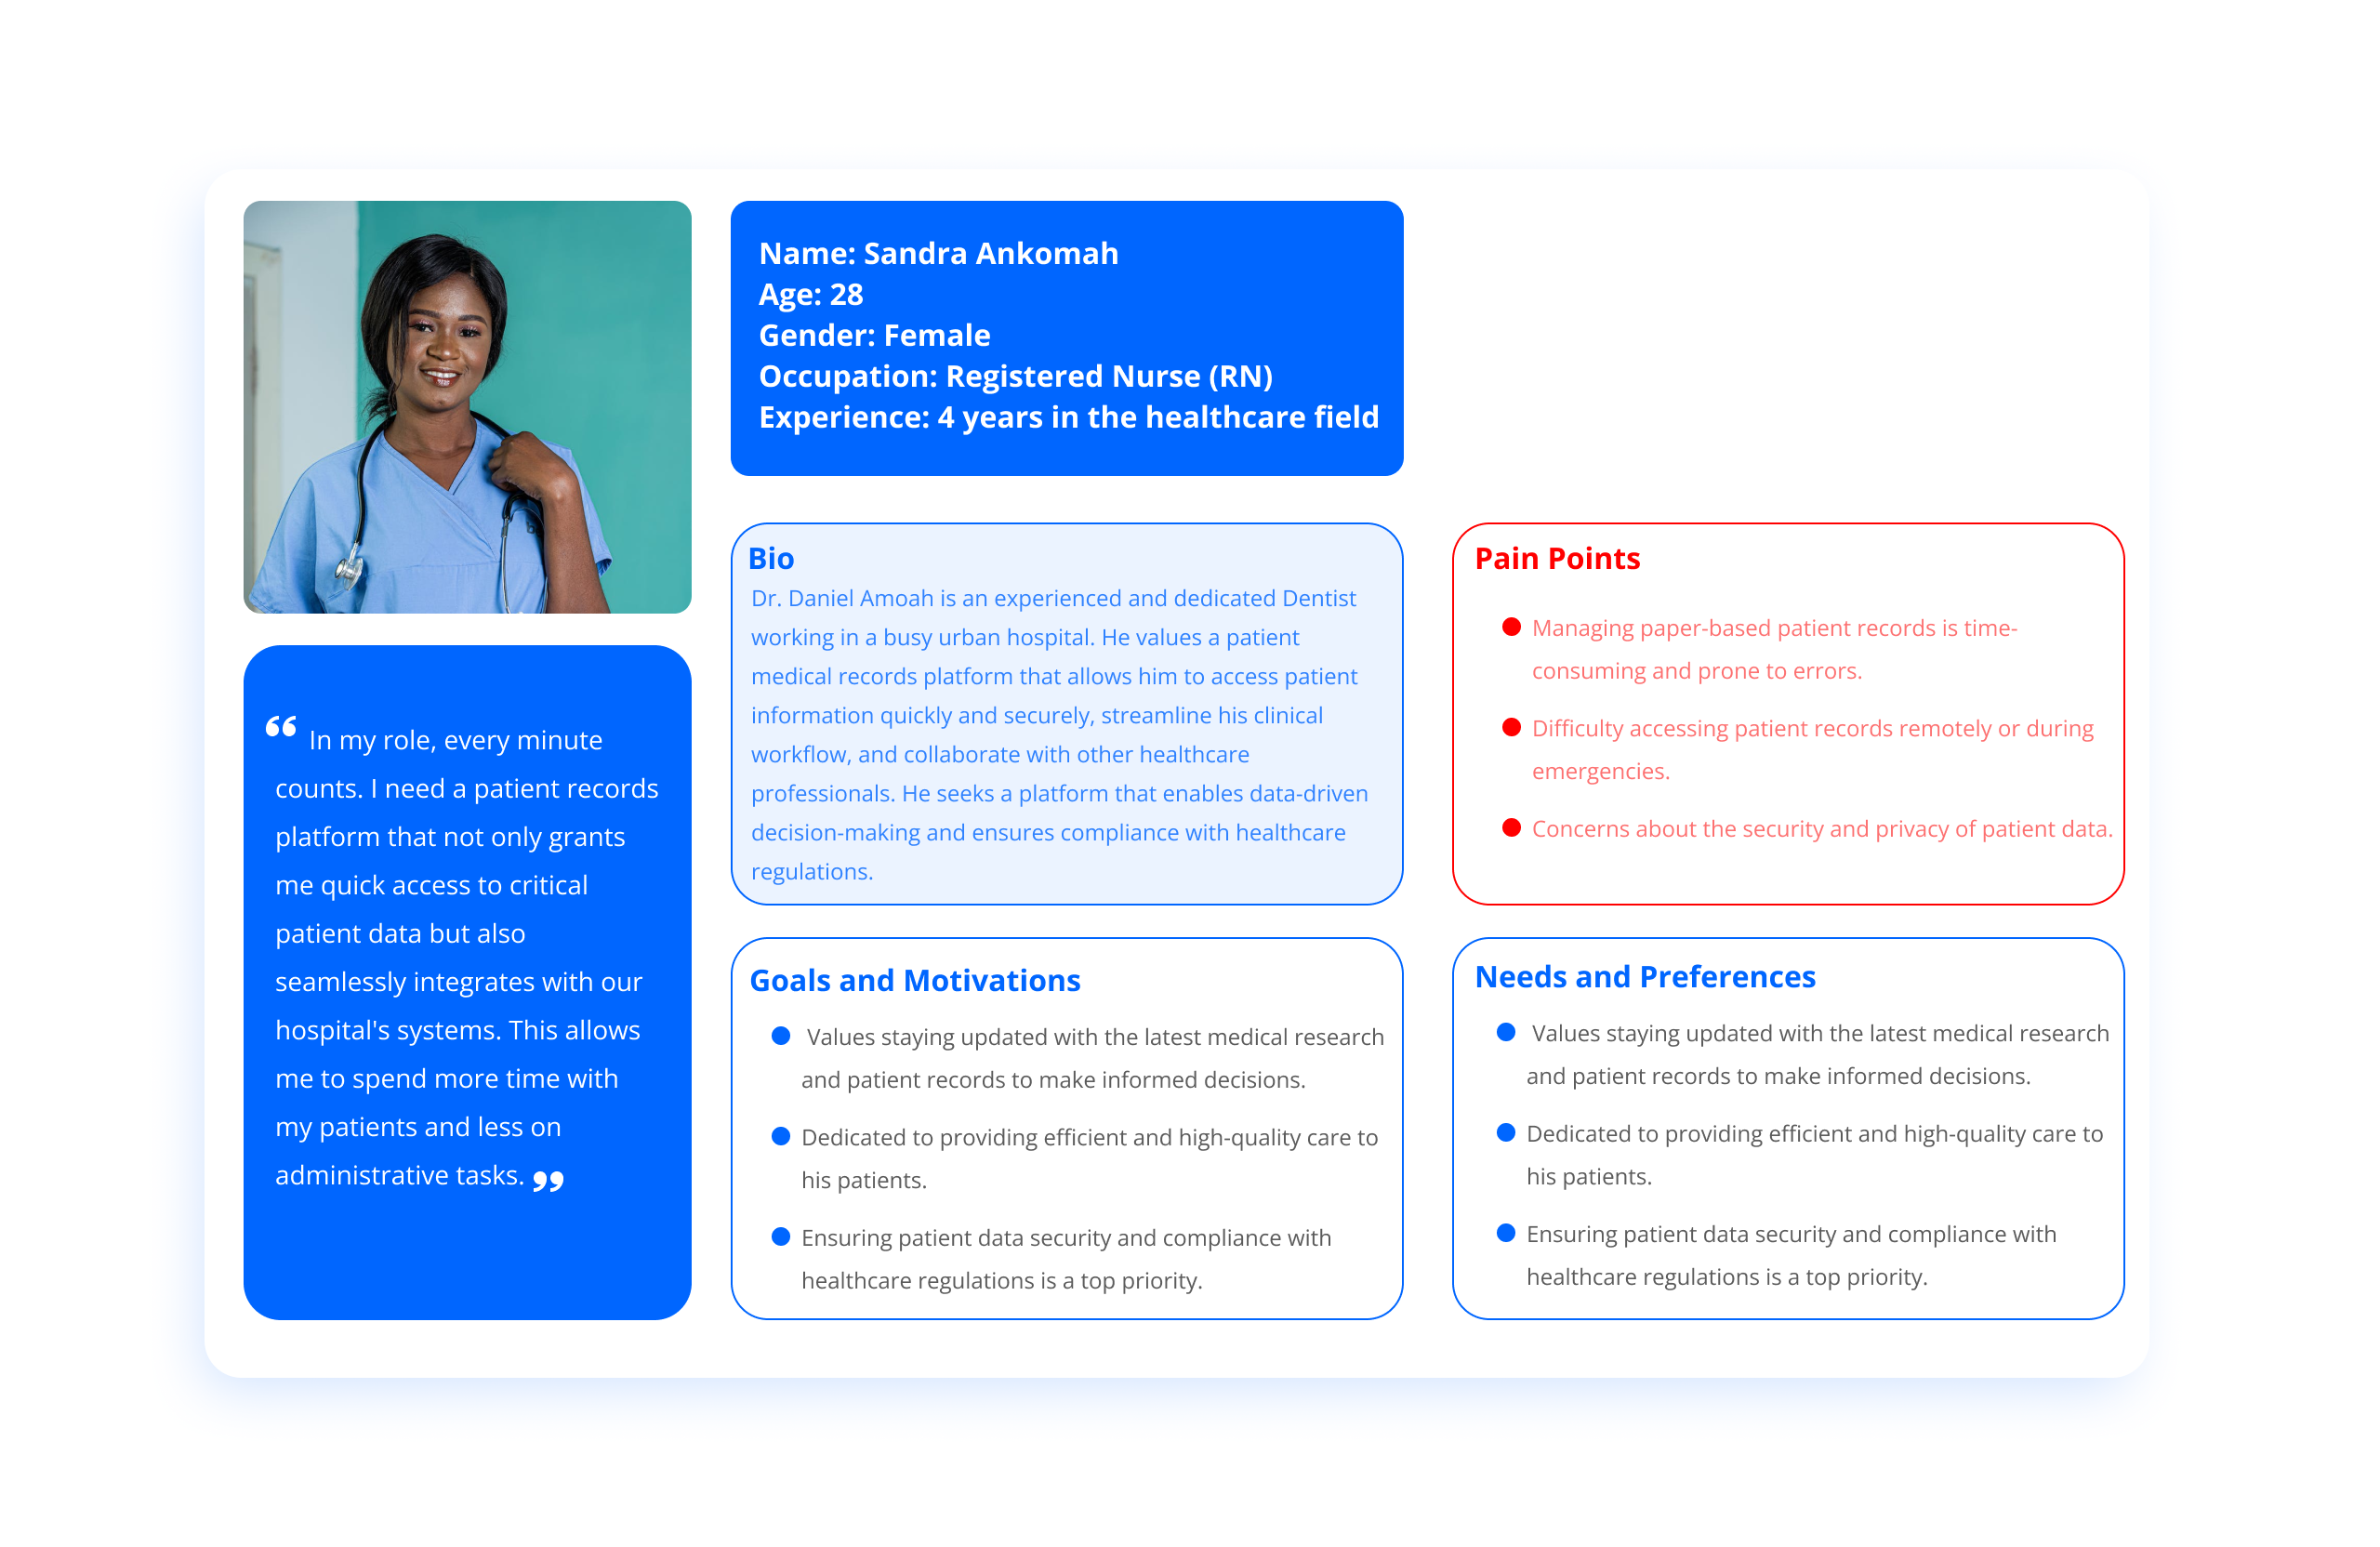 Name: Sandra Ankomah
Age: 28
Gender: Female
Occupation: Registered Nurse (RN)
Experience: 4 years in the healthcare field
“ In my role, every minute
counts. I need a patient records
platform that not only grants
me quick access to critical
patient data but also
seamlessly integrates with our
hospital's systems. This allows
me to spend more time with
my patients and less on
administrative tasks. ”
Bio
Dr. Daniel Amoah is an experienced and dedicated Dentist
working in a busy urban hospital. He values a patient
medical records platform that allows him to access patient
information quickly and securely, streamline his clinical
workflow, and collaborate with other healthcare
professionals. He seeks a platform that enables data-driven
decision-making and ensures compliance with healthcare
regulations.
Pain Points
● Managing paper-based patient records is time-
consuming and prone to errors.
● Difficulty accessing patient records remotely or during
emergencies.
● Concerns about the security and privacy of patient data.
Goals and Motivations
● Values staying updated with the latest medical research
and patient records to make informed decisions.
● Dedicated to providing efficient and high-quality care to
his patients.
● Ensuring patient data security and compliance with
healthcare regulations is a top priority.
Needs and Preferences
● Values staying updated with the latest medical research
and patient records to make informed decisions.
● Dedicated to providing efficient and high-quality care to
his patients.
● Ensuring patient data security and compliance with
healthcare regulations is a top priority.